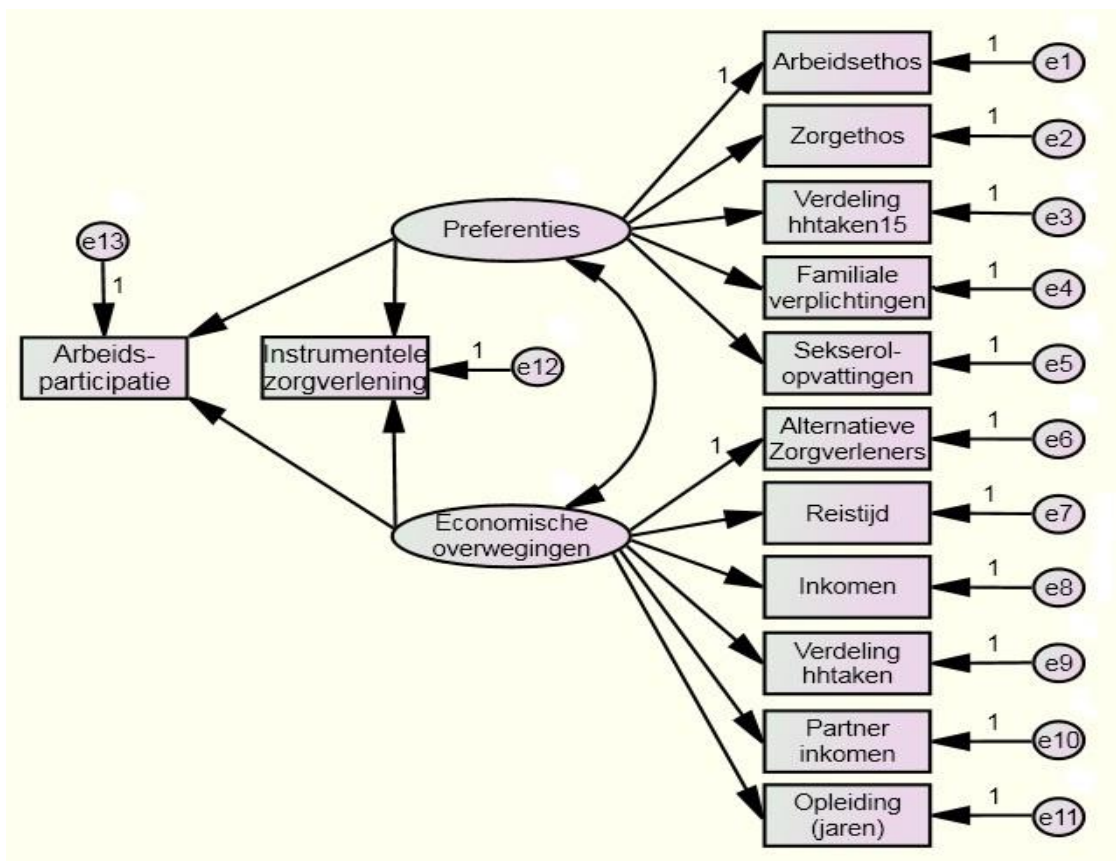 Arbeidsethos
1
e1
1
Zorgethos
1
e2
Verdeling
hhtaken15
1
e3
Preferenties
Familiale
verplichtingen
1
e4
e13
1
Sekserol-
opvattingen
1
e5
Arbeids-
participatie
Instrumentele
zorgverlening
1
e12
Alternatieve
Zorgverleners
1
e6
1
Reistijd
1
e7
Economische
overwegingen
Inkomen
1
e8
Verdeling
hhtaken
1
e9
Partner
inkomen
1
e10
Opleiding
(jaren)
1
e11